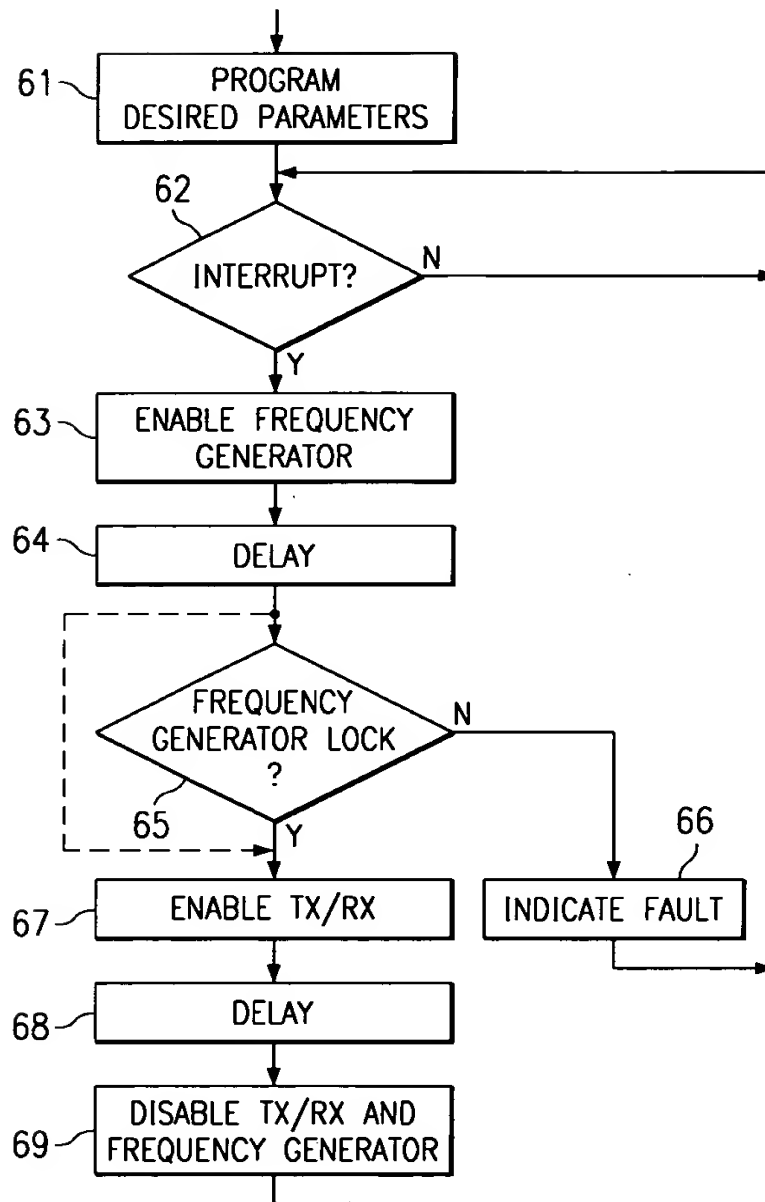 61
PROGRAM
DESIRED PARAMETERS
62
INTERRUPT?
N
Y
63
ENABLE FREQUENCY
GENERATOR
64
DELAY
FREQUENCY
GENERATOR LOCK
?
N
65
Y
66
67
ENABLE TX/RX
INDICATE FAULT
68
DELAY
69
DISABLE TX/RX AND
FREQUENCY GENERATOR